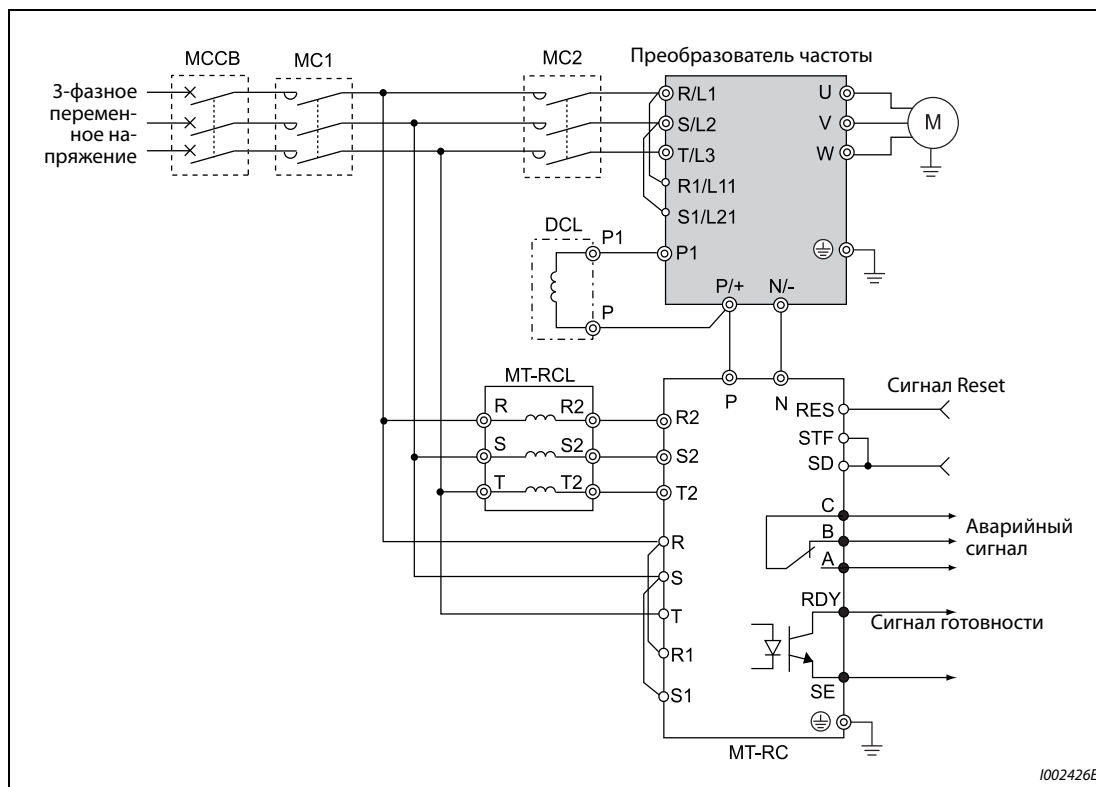 Преобразователь частоты
MCCB
MC1
MC2
3-фазное
перемен-
ное на-
пряжение
R/L1
S/L2
T/L3
R1/L11
S1/L21
U
V
W
M
DCL
P1
P
P1
P/+
N/-
MT-RCL
R
R2
S
S2
T
T2
R2
S2
T2
R
S
T
R1
S1
P
N
RES
Сигнал Reset
STF
SD
C
B
A
Аварийный
сигнал
RDY
Сигнал готовности
SE
MT-RC
I002426E